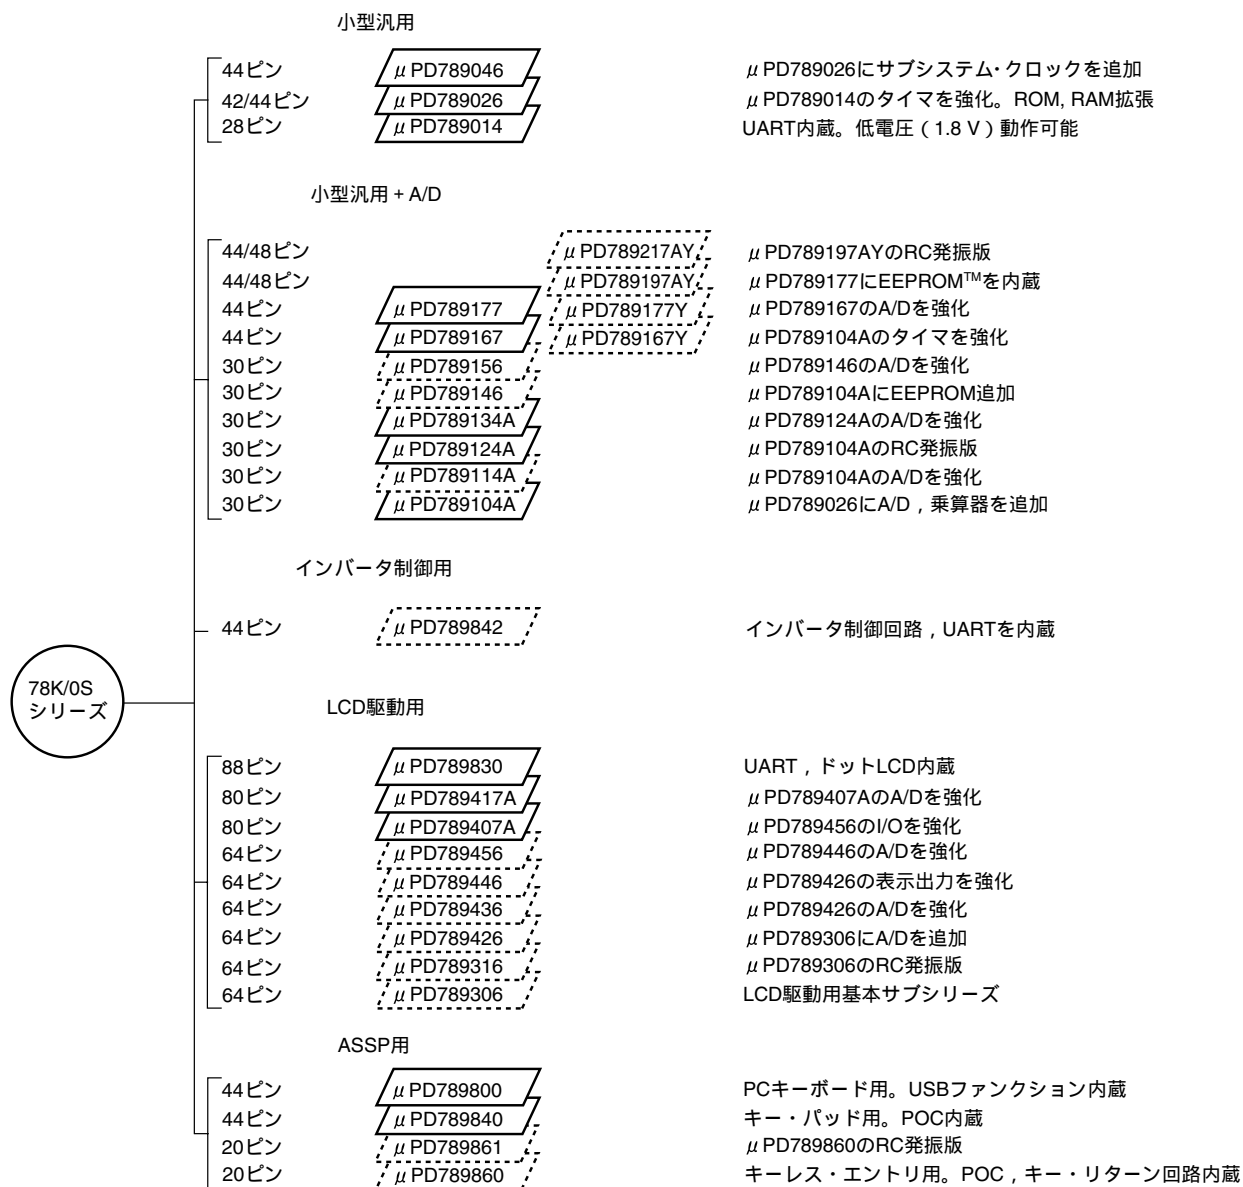 小型汎用
44ピン μPD789046 μPD789026にサブシステム・クロックを追加
42/44ピン μPD789026 μPD789014のタイマを強化。ROM, RAM拡張
28ピン μPD789014 UART内蔵。低電圧（1.8 V）動作可能
小型汎用+A/D
44/48ピン μPD789217AY μPD789197AYのRC発振版
44/48ピン μPD789197AY μPD789177にEEPROM™を内蔵
44ピン μPD789177 μPD789177Y μPD789167のA/Dを強化
44ピン μPD789167 μPD789167Y μPD789104Aのタイマを強化
30ピン μPD789156 μPD789146のA/Dを強化
30ピン μPD789146 μPD789104AにEEPROM追加
30ピン μPD789134A μPD789124AのA/Dを強化
30ピン μPD789124A μPD789104AのRC発振版
30ピン μPD789114A μPD789104AのA/Dを強化
30ピン μPD789104A μPD789026にA/D，乗算器を追加
インバータ制御用
44ピン μPD789842 インバータ制御回路，UARTを内蔵
78K/0S
シリーズ
LCD駆動用
88ピン μPD789830 UART，ドットLCD内蔵
80ピン μPD789417A μPD789407AのA/Dを強化
80ピン μPD789407A μPD789456のI/Oを強化
64ピン μPD789456 μPD789446のA/Dを強化
64ピン μPD789446 μPD789426の表示出力を強化
64ピン μPD789436 μPD789426のA/Dを強化
64ピン μPD789426 μPD789306にA/Dを追加
64ピン μPD789316 μPD789306のRC発振版
64ピン μPD789306 LCD駆動用基本サブシリーズ
ASSP用
44ピン μPD789800 PCキーボード用。USBファンクション内蔵
44ピン μPD789840 キー・パッド用。POC内蔵
20ピン μPD789861 μPD789860のRC発振版
20ピン μPD789860 キーレス・エントリ用。POC，キー・リターン回路内蔵